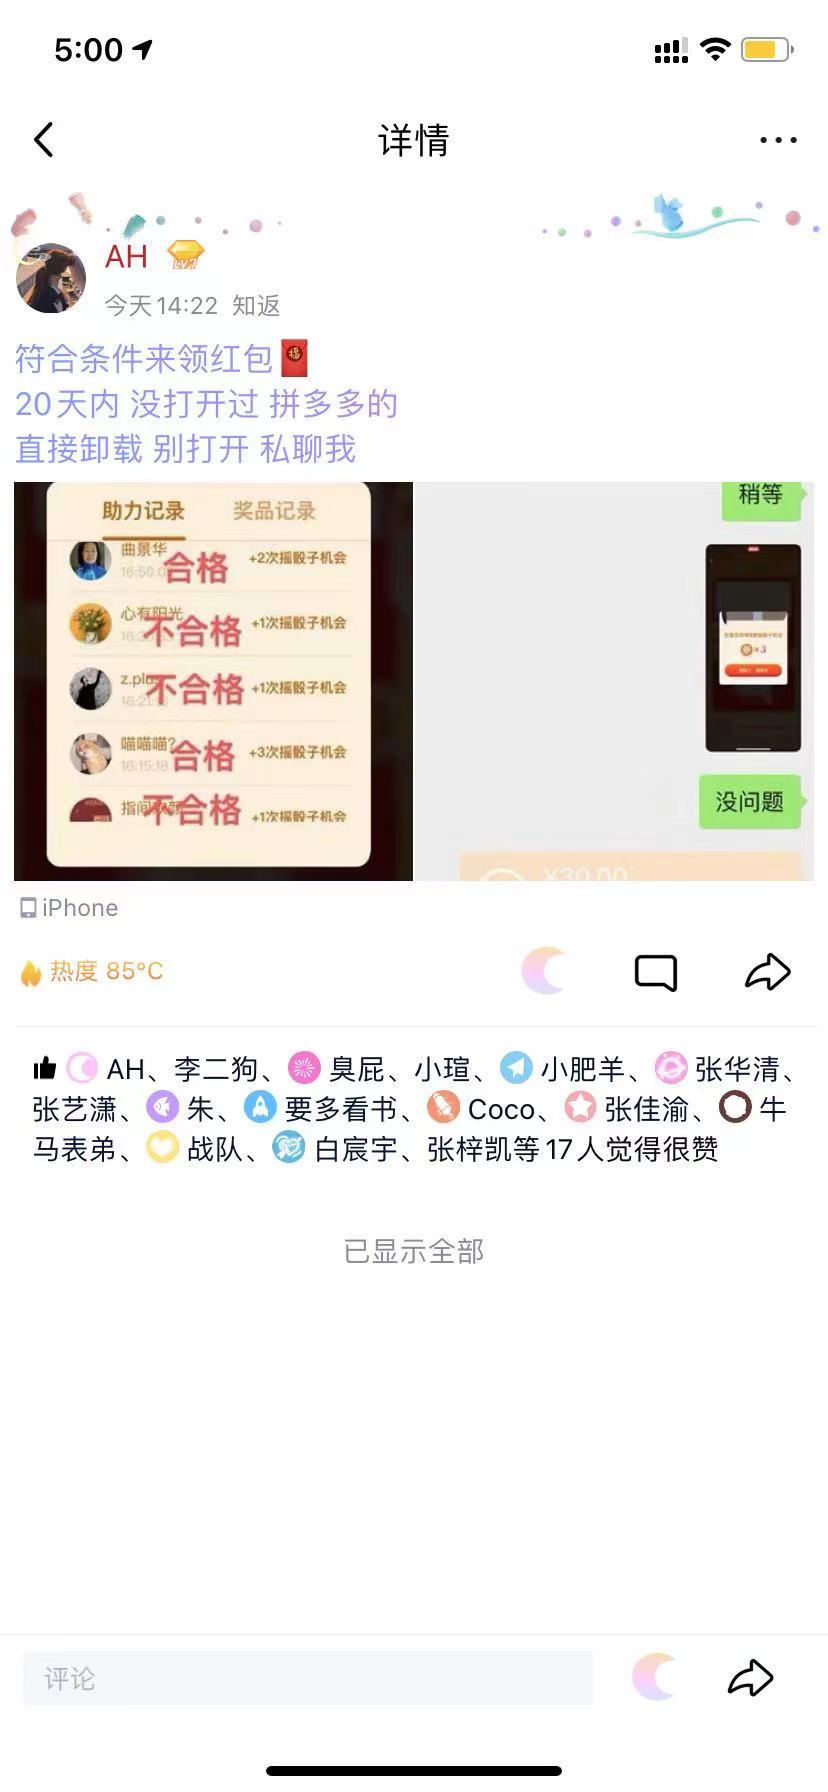 5:00
详情
AH
LV7
今天14:22 知返
符合条件来领红包
20天内 没打开过 拼多多的
直接卸载 别打开 私聊我
助力记录 奖品记录
曲景华
合格
+2次摇骰子机会
心有阳光
不合格
+1次摇骰子机会
z.plus
不合格
+1次摇骰子机会
16:21:
喵喵喵?
合格
+3次摇骰子机会
16:15:18
指间
不合格
+1次摇骰子机会
稍等
×3
没问题
¥30.00
iPhone
热度 85°C
AH、李二狗、臭屁、小瑄、小肥羊、张华清、
张艺潇、朱、要多看书、Coco、张佳渝、牛
马表弟、战队、白宸宇、张梓凯等17人觉得很赞
已显示全部
评论